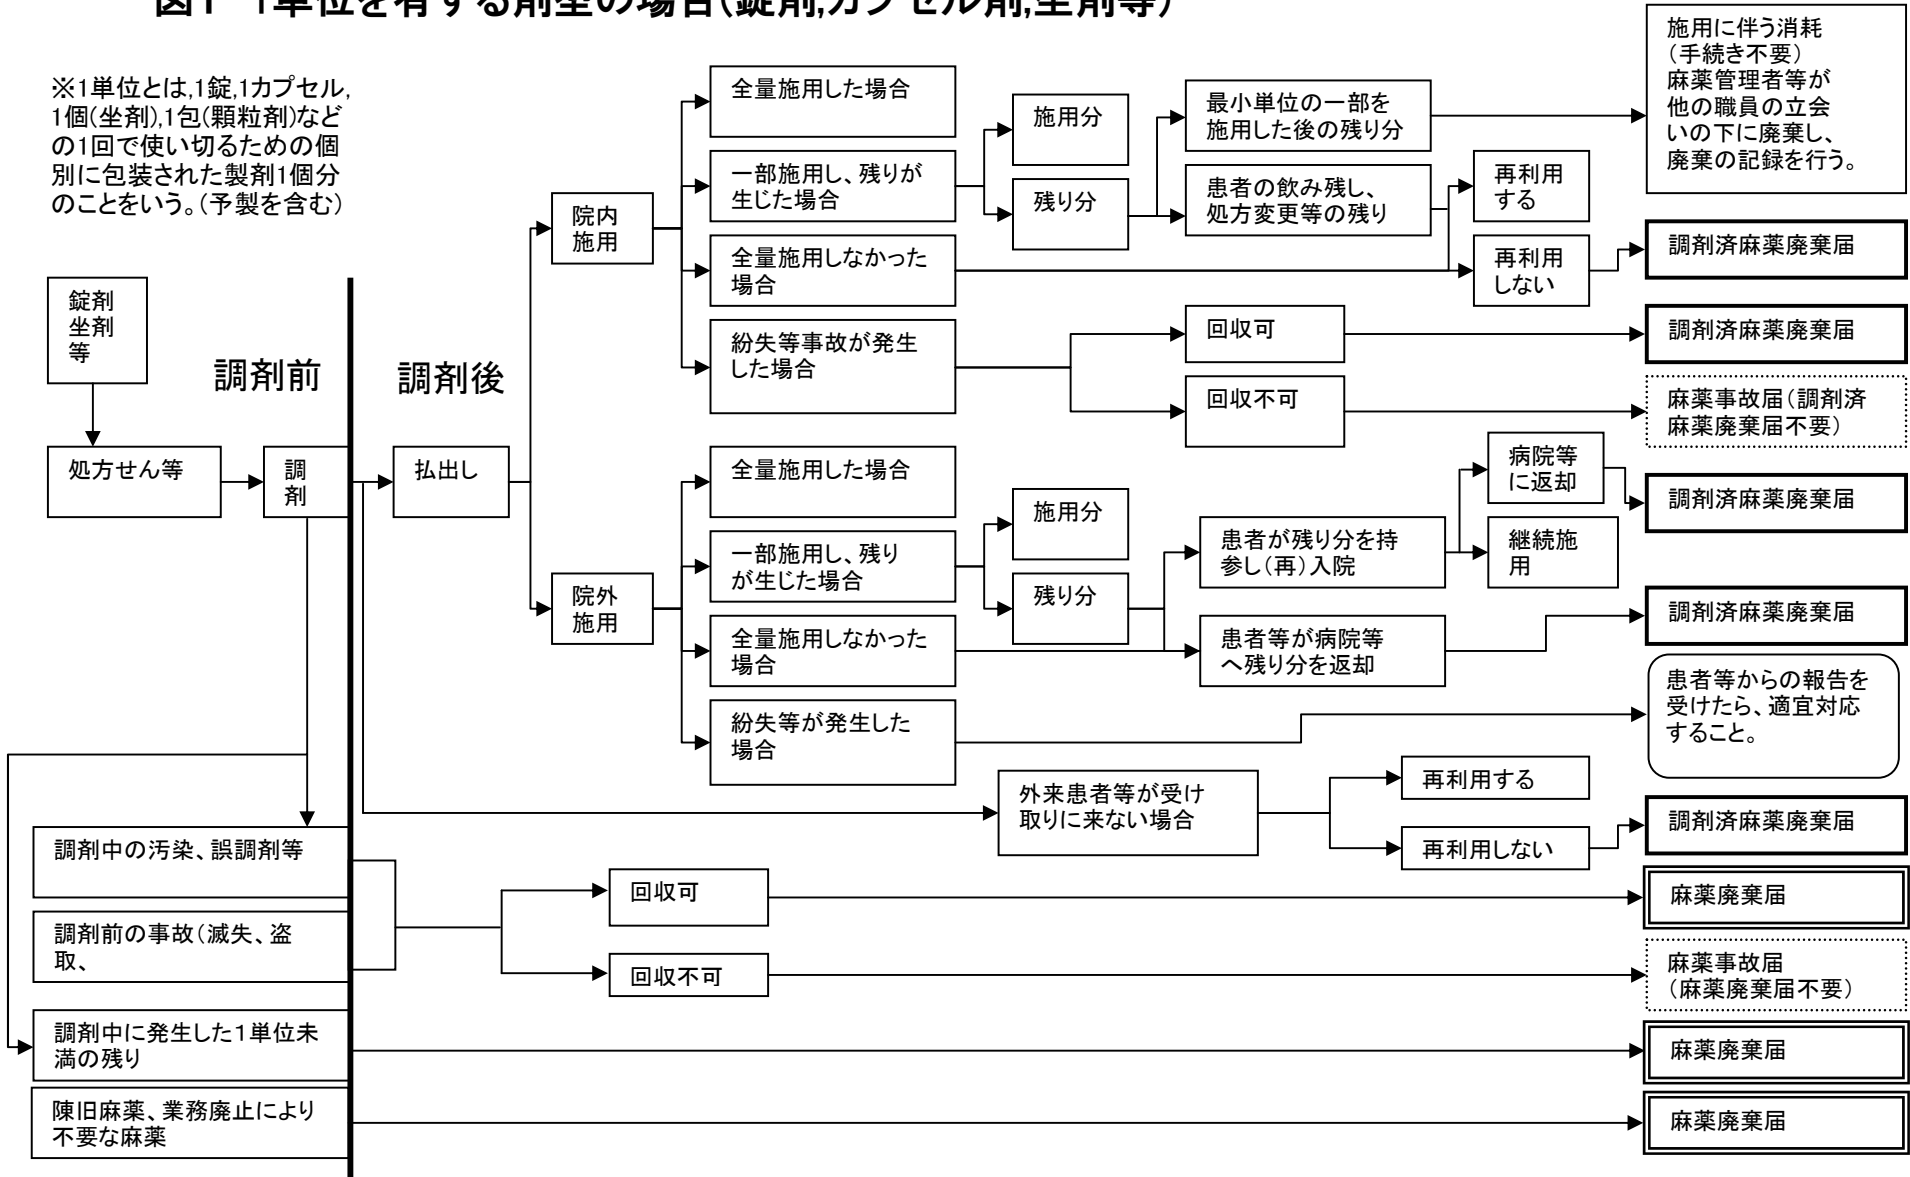 図1 1単位を有する剤型の場合(錠剤,カプセル剤,坐剤等)
※1単位とは,1錠,1カプセル,
1個(坐剤),1包(顆粒剤)など
の1回で使い切るための個
別に包装された製剤1個分
のことをいう。(予製を含む)
錠剤
坐剤
等
調剤前
調剤後
処方せん等
調
剤
払出し
院内
施用
全量施用した場合
一部施用し、残りが
生じた場合
全量施用しなかった
場合
紛失等事故が発生
した場合
施用分
残り分
最小単位の一部を
施用した後の残り分
患者の飲み残し、
処方変更等の残り
再利用
する
再利用
しない
施用に伴う消耗
(手続き不要)
麻薬管理者等が
他の職員の立会
いの下に廃棄し、
廃棄の記録を行う。
調剤済麻薬廃棄届
回収可
調剤済麻薬廃棄届
回収不可
麻薬事故届(調剤済
麻薬廃棄届不要)
院外
施用
全量施用した場合
一部施用し、残り
が生じた場合
全量施用しなかった
場合
紛失等が発生した
場合
施用分
残り分
患者が残り分を持
参し(再)入院
患者等が病院等
へ残り分を返却
病院等
に返却
継続施
用
調剤済麻薬廃棄届
調剤済麻薬廃棄届
患者等からの報告を
受けたら、適宜対応
すること。
外来患者等が受け
取りに来ない場合
再利用する
再利用しない
調剤済麻薬廃棄届
調剤中の汚染、誤調剤等
調剤前の事故(滅失、盗
取、
回収可
麻薬廃棄届
回収不可
麻薬事故届
(麻薬廃棄届不要)
調剤中に発生した1単位未
満の残り
麻薬廃棄届
陳旧麻薬、業務廃止により
不要な麻薬
麻薬廃棄届